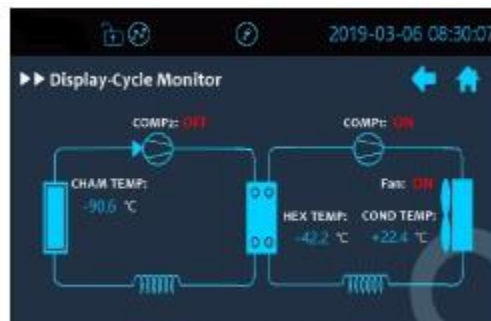 2019-03-06 08:30:07
▶▶ Display-Cycle Monitor
COMP2: OFF
COMP1: ON
CHAM TEMP:
-90.6 ℃
Fan: ON
HEX TEMP: COND TEMP:
-42.2 ℃ +22.4 ℃